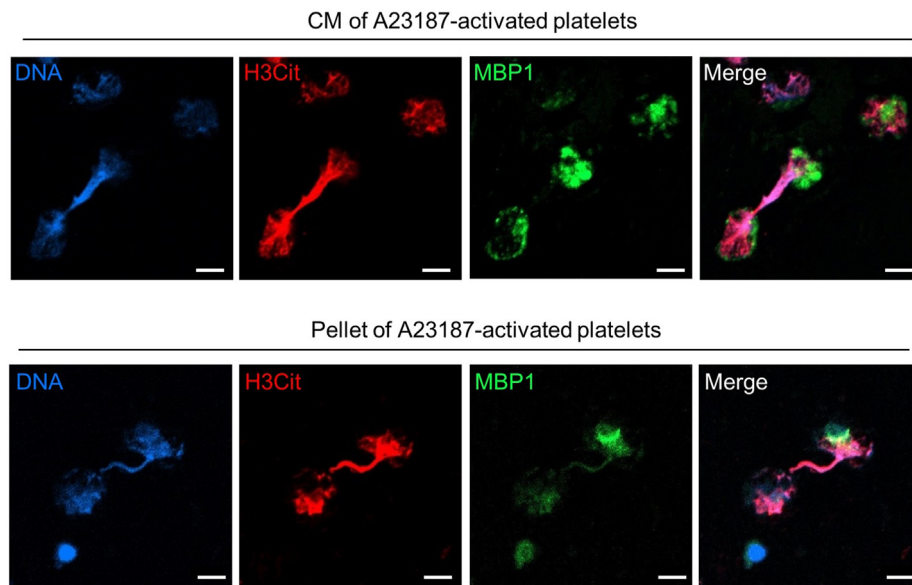 CM of A23187-activated platelets
DNA H3Cit MBP1 Merge
Pellet of A23187-activated platelets
DNA H3Cit MBP1 Merge